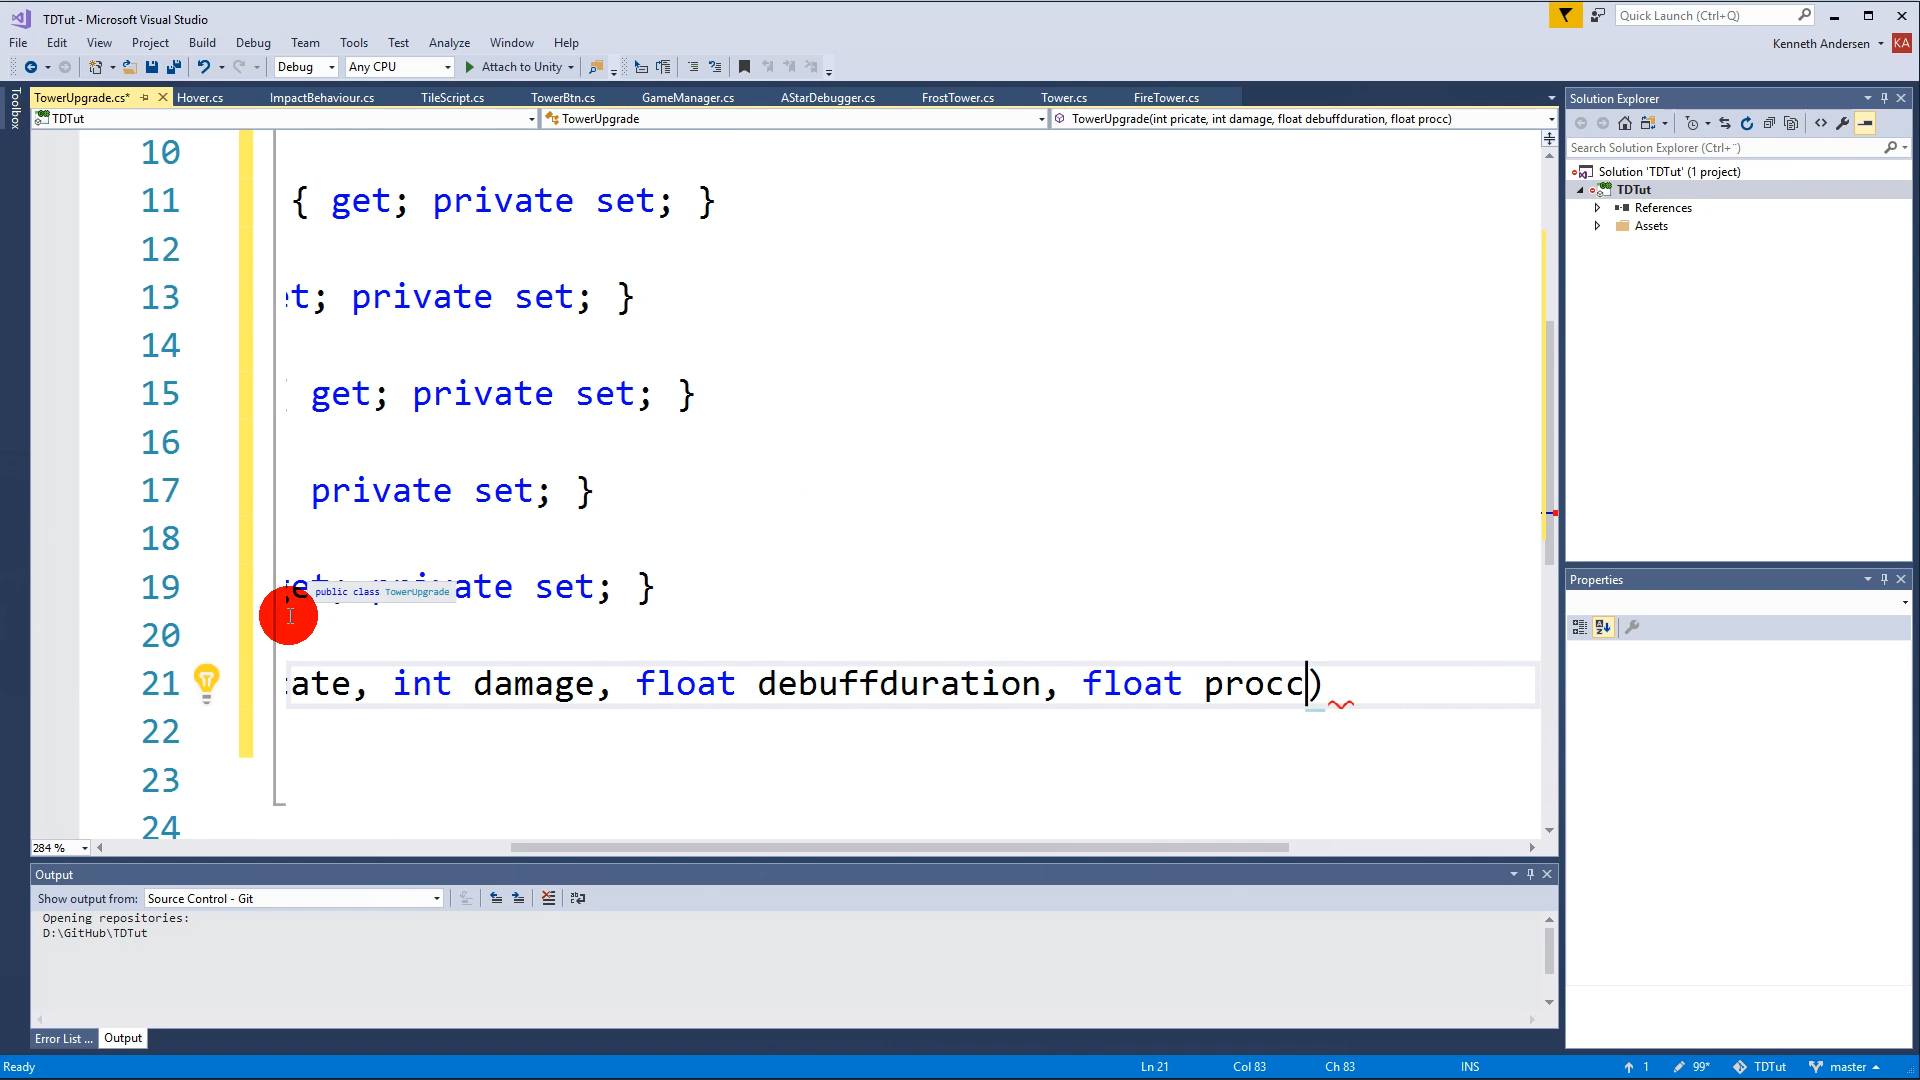 TDTut - Microsoft Visual Studio
Quick Launch (Ctrl+Q)
File Edit View Project Build Debug Team Tools Test Analyze Window Help
Kenneth Andersen KA
Debug Any CPU Attach to Unity
Toolbox
TowerUpgrade.cs* Hover.cs ImpactBehaviour.cs TileScript.cs TowerBtn.cs GameManager.cs AStarDebugger.cs FrostTower.cs Tower.cs FireTower.cs
TDTut TowerUpgrade TowerUpgrade(int pricate, int damage, float debuffduration, float procc)
10
11 { get; private set; }
12
13 et; private set; }
14
15 { get; private set; }
16
17 private set; }
18
19 get; private set; }
public class TowerUpgrade
20
21 cate, int damage, float debuffduration, float procc)
22
23
24
284 %
Output
Show output from: Source Control - Git
Opening repositories:
D:\GitHub\TDTut
Error List ... Output
Solution Explorer
Search Solution Explorer (Ctrl+¨)
Solution 'TDTut' (1 project)
TDTut
References
Assets
Properties
Ready Ln 21 Col 83 Ch 83 INS 1 99* TDTut master